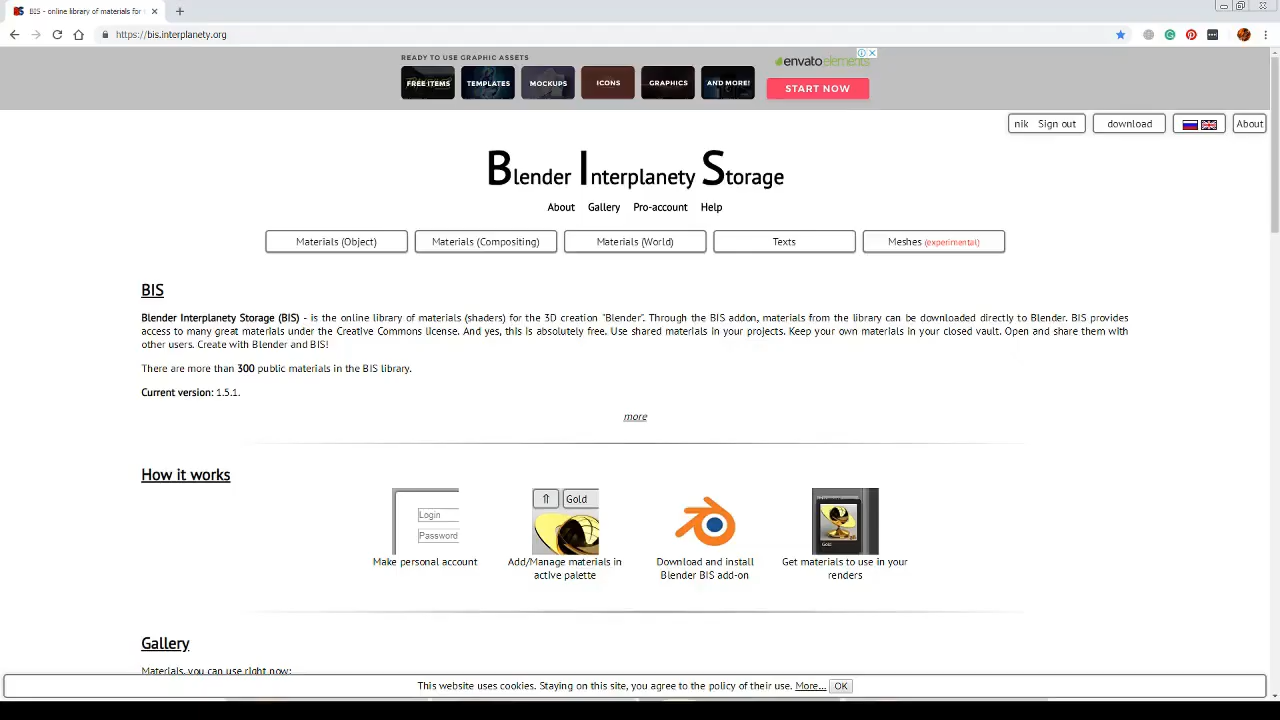 BIS - online library of materials for
https://bis.interplanety.org
READY TO USE GRAPHIC ASSETS
FREE ITEMS
TEMPLATES
MOCKUPS
ICONS
GRAPHICS
AND MORE!
envatoelements
START NOW
nik Sign out
download
About
Blender Interplanety Storage
About Gallery Pro-account Help
Materials (Object)
Materials (Compositing)
Materials (World)
Texts
Meshes (experimental)
BIS
Blender Interplanety Storage (BIS) - is the online library of materials (shaders) for the 3D creation "Blender". Through the BIS addon, materials from the library can be downloaded directly to Blender. BIS provides
access to many great materials under the Creative Commons license. And yes, this is absolutely free. Use shared materials in your projects. Keep your own materials in your closed vault. Open and share them with
other users. Create with Blender and BIS!
There are more than 300 public materials in the BIS library.
Current version: 1.5.1.
more
How it works
Login
Password
Gold
Gold
Make personal account
Add/Manage materials in
active palette
Download and install
Blender BIS add-on
Get materials to use in your
renders
Gallery
Materials, you can use right now:
This website uses cookies. Staying on this site, you agree to the policy of their use. More... OK